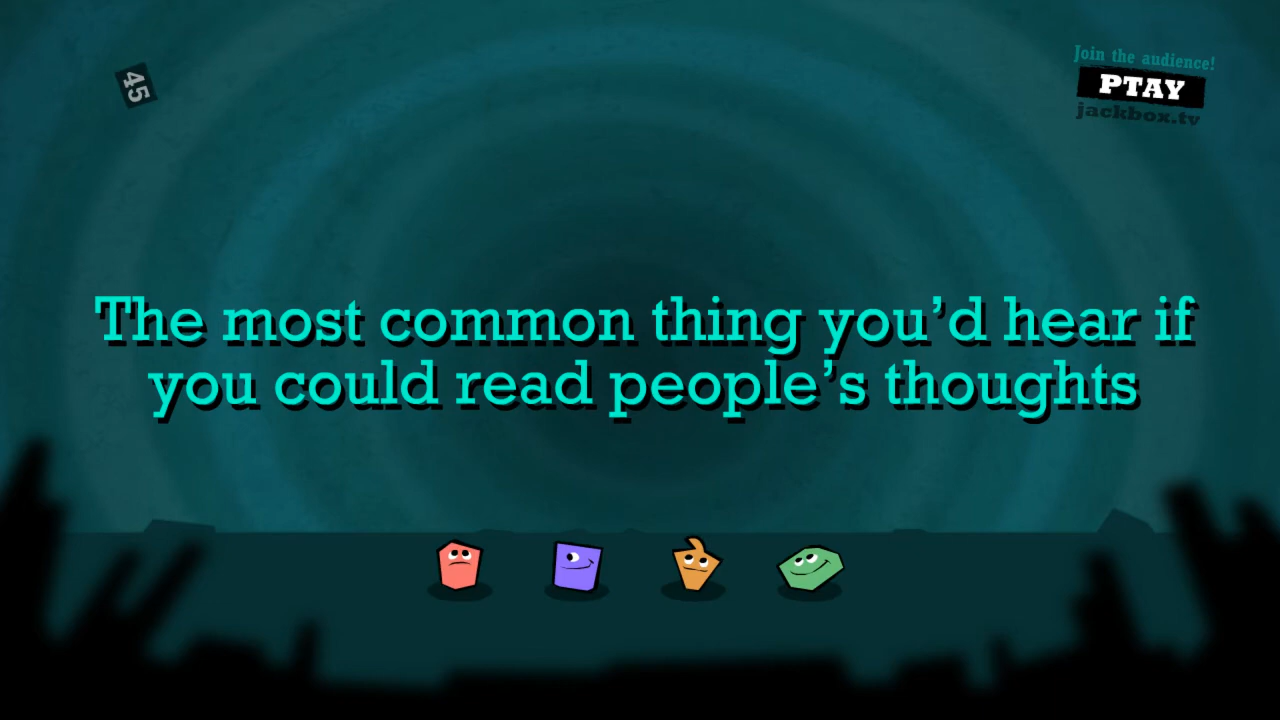 45
Join the audience!
PTAY
jackbox.tv
The most common thing you’d hear if
you could read people’s thoughts